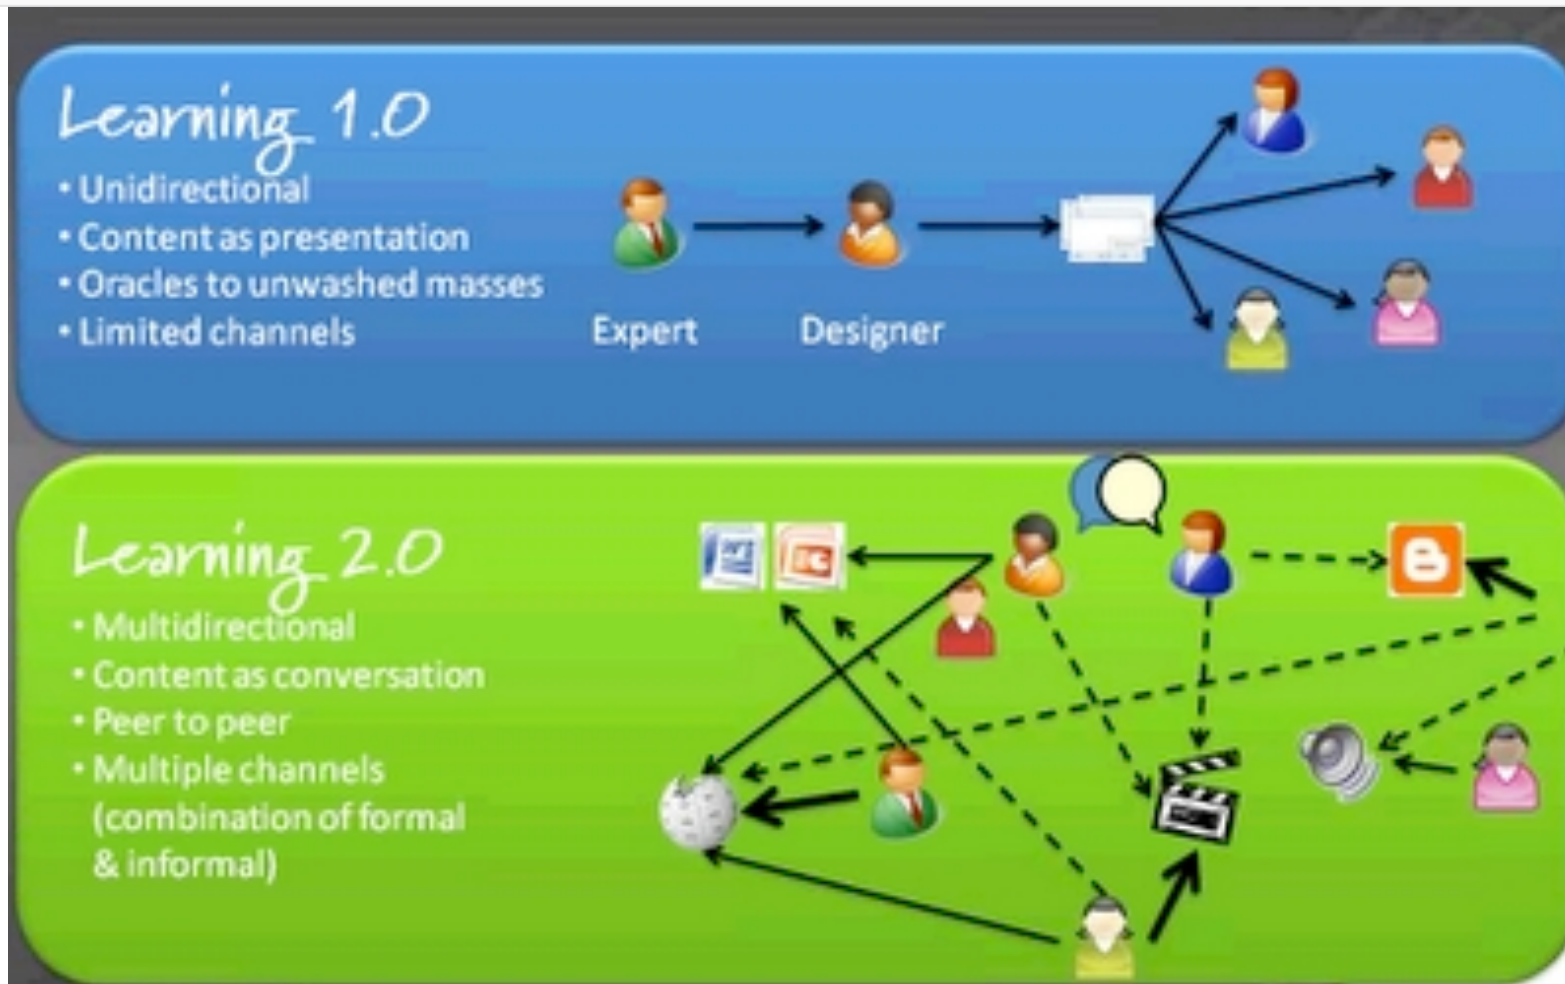 Learning 1.0
• Unidirectional
• Content as presentation
• Oracles to unwashed masses
• Limited channels
Expert
Designer
Learning 2.0
• Multidirectional
• Content as conversation
• Peer to peer
• Multiple channels
(combination of formal
& informal)